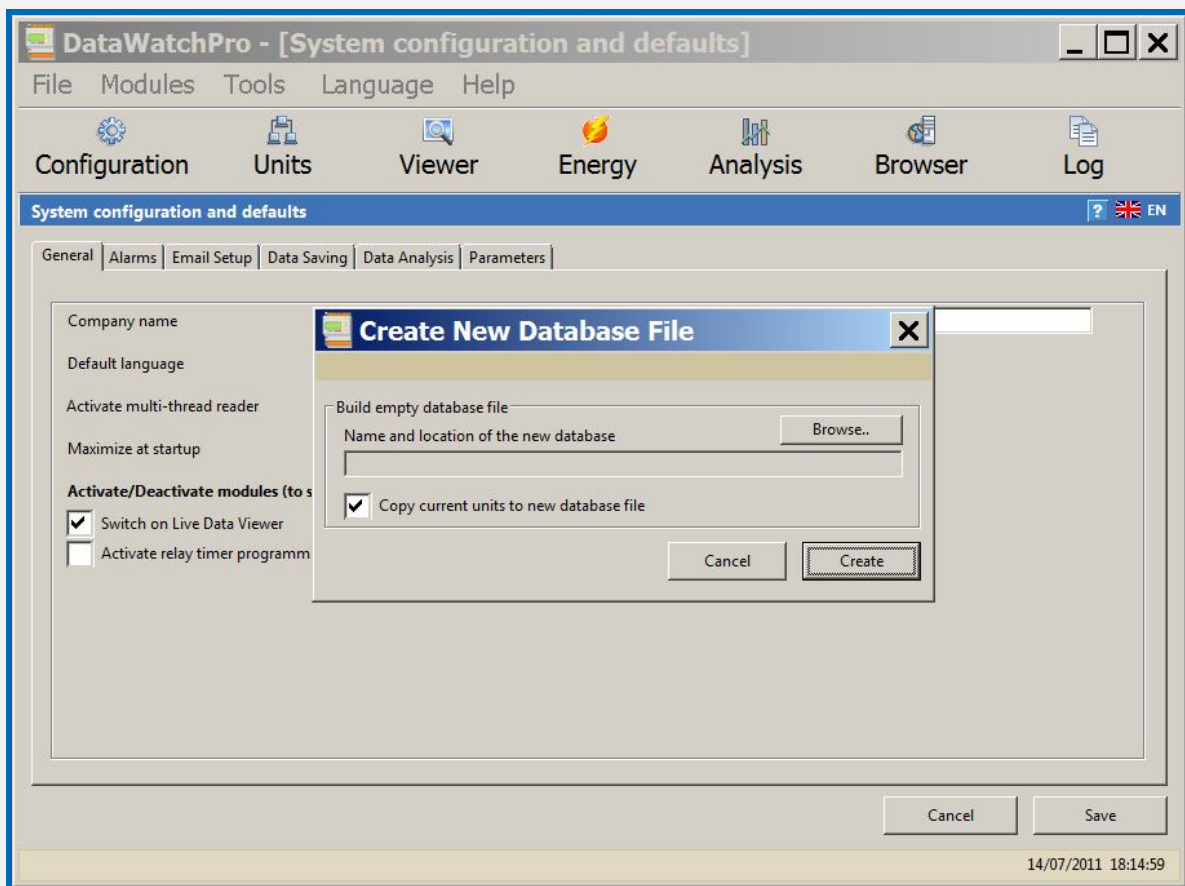 DataWatchPro - [System configuration and defaults]
File Modules Tools Language Help
Configuration Units Viewer Energy Analysis Browser Log
System configuration and defaults ? EN
General Alarms Email Setup Data Saving Data Analysis Parameters
Company name
Default language
Activate multi-thread reader
Maximize at startup
Activate/Deactivate modules (to s
Switch on Live Data Viewer
Activate relay timer programm
Create New Database File
Build empty database file
Name and location of the new database Browse..
Copy current units to new database file
Cancel Create
Cancel Save
14/07/2011 18:14:59